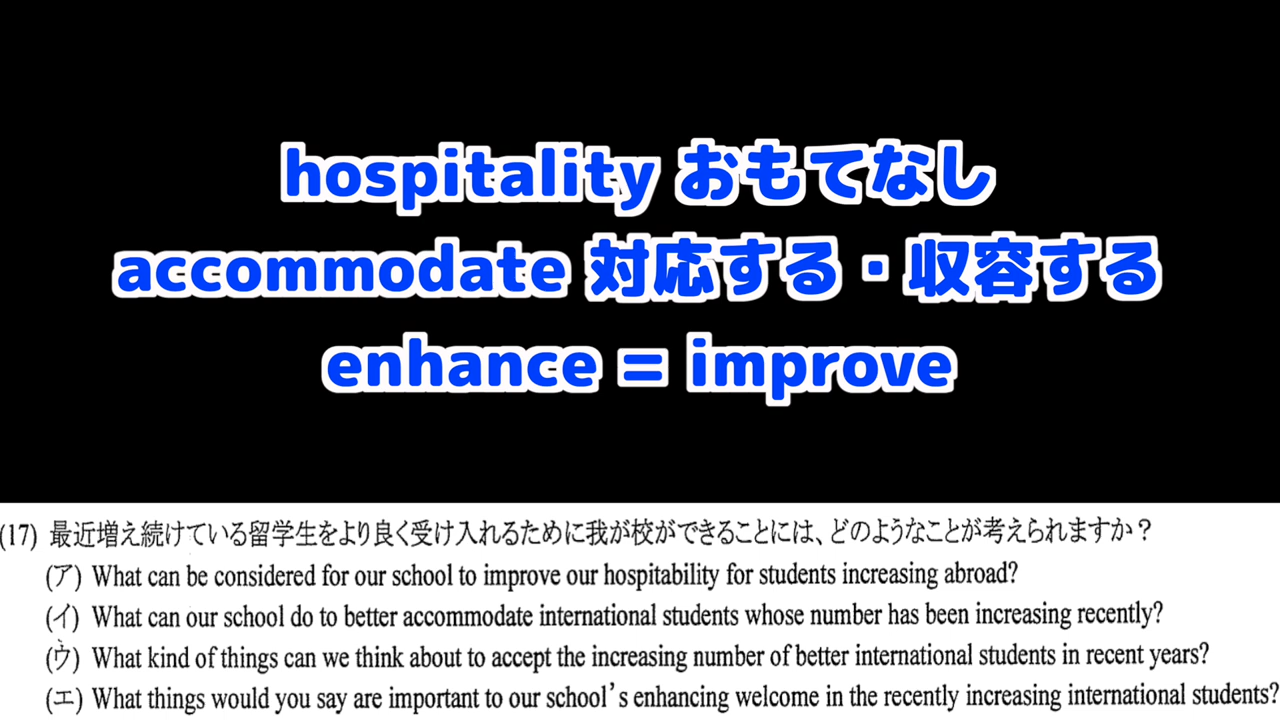 hospitality おもてなし
accommodate 対応する・収容する
enhance = improve
(17) 最近増え続けている留学生をより良く受け入れるために我が校ができることには、どのようなことが考えられますか？
(ア) What can be considered for our school to improve our hospitability for students increasing abroad?
(イ) What can our school do to better accommodate international students whose number has been increasing recently?
(ウ) What kind of things can we think about to accept the increasing number of better international students in recent years?
(エ) What things would you say are important to our school's enhancing welcome in the recently increasing international students?